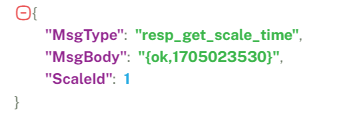 {
"MsgType": "resp_get_scale_time",
"MsgBody": "{ok,1705023530}",
"ScaleId": 1
}